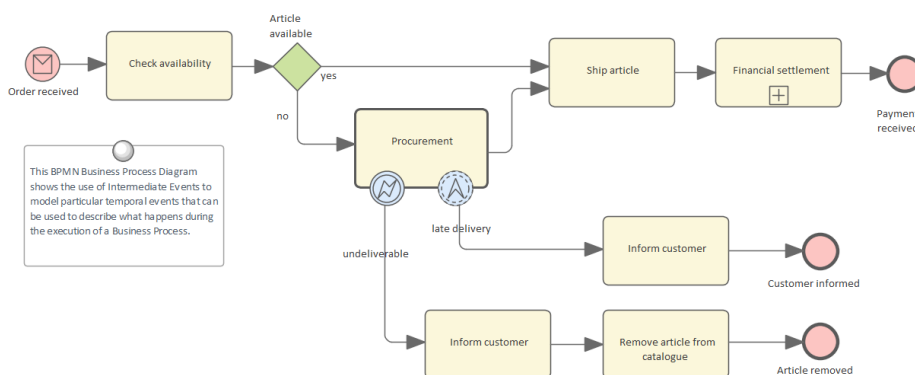 Article
available
Order received
Check availability
yes
no
Ship article
Financial settlement
Payment
received
Procurement
This BPMN Business Process Diagram
shows the use of Intermediate Events to
model particular temporal events that can
be used to describe what happens during
the execution of a Business Process.
late delivery
undeliverable
Inform customer
Customer informed
Inform customer
Remove article from
catalogue
Article removed